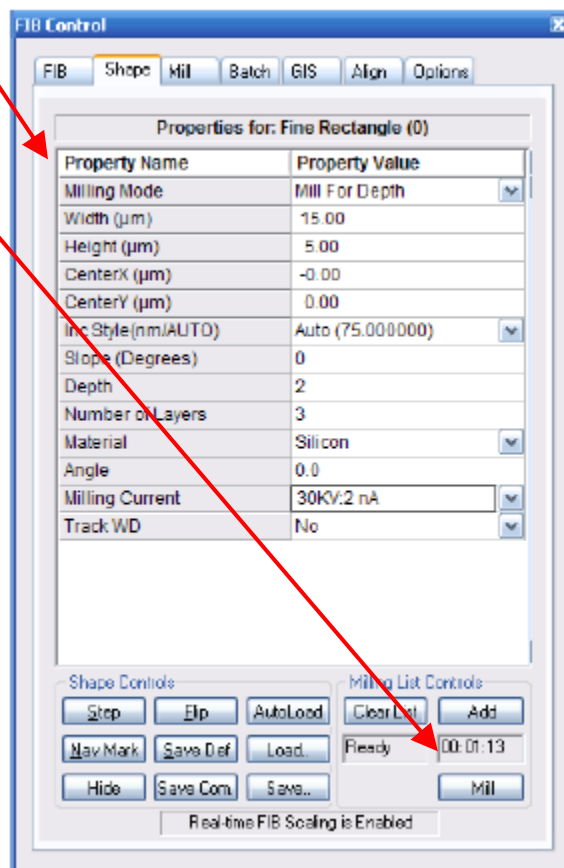 FIB Control
FIB Shape Mill Batch GIS Align Options
Properties for: Fine Rectangle (0)
Property Name Property Value
Milling Mode Mill For Depth
Width (µm) 15.00
Height (µm) 5.00
CenterX (µm) -0.00
CenterY (µm) 0.00
Inc Style(nm/AUTO) Auto (75.000000)
Slope (Degrees) 0
Depth 2
Number of Layers 3
Material Silicon
Angle 0.0
Milling Current 30KV:2 nA
Track WD No
Shape Controls Milling List Controls
Step Flip AutoLoad Clear List Add
Nav Mark Save Def Load.. Ready 00:01:13
Hide Save Com. Save.. Mill
Real-time FIB Scaling is Enabled